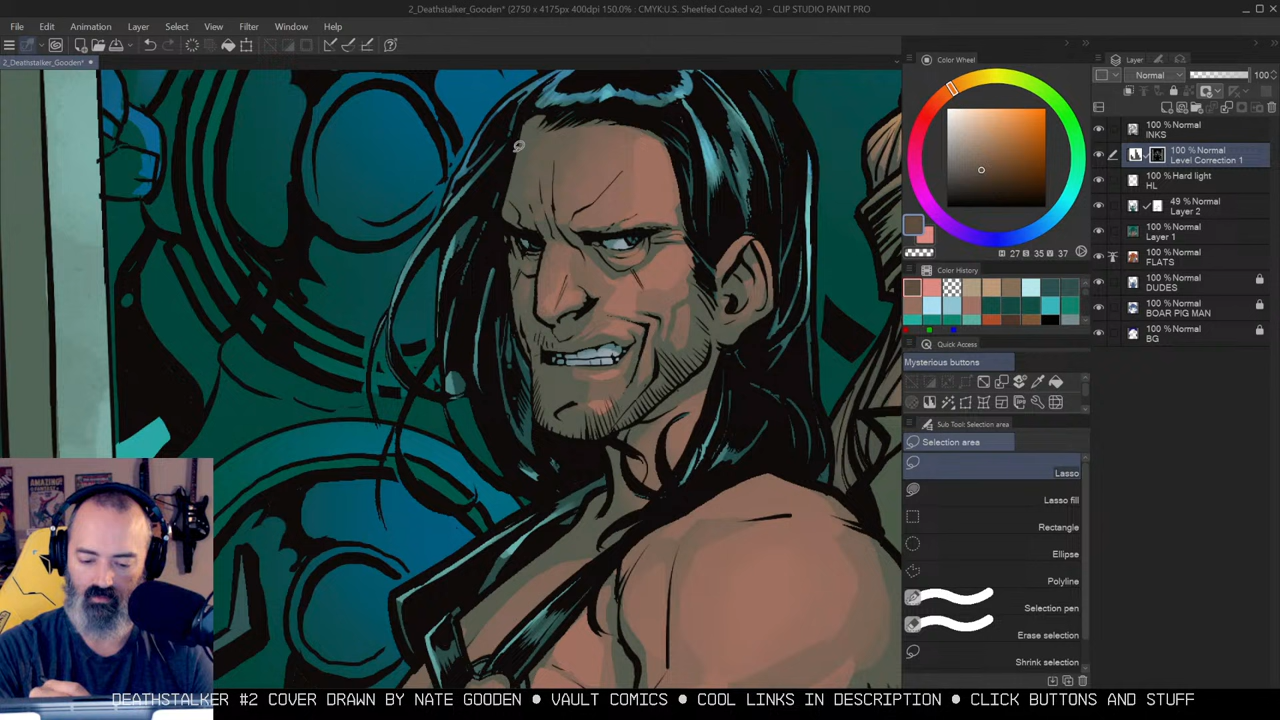 2_Deathstalker_Gooden* (2750 x 4175px 400dpi 150.0% : CMYK:U.S. Sheetfed Coated v2) - CLIP STUDIO PAINT PRO
File Edit Animation Layer Select View Filter Window Help
2_Deathstalker_Gooden*
Color Wheel
H 27 S 35 V 37
Color History
Quick Access
Mysterious buttons
Sub Tool: Selection area
Selection area
Lasso
Lasso fill
Rectangle
Ellipse
Polyline
Selection pen
Erase selection
Shrink selection
Layer
Normal 100
100 % Normal
INKS
100 % Normal
Level Correction 1
100 % Hard light
HL
49 % Normal
Layer 2
100 % Normal
Layer 1
100 % Normal
FLATS
100 % Normal
DUDES
100 % Normal
BOAR PIG MAN
100 % Normal
BG
AMAZING
DEATHSTALKER #2 COVER DRAWN BY NATE GOODEN ● VAULT COMICS ● COOL LINKS IN DESCRIPTION ● CLICK BUTTONS AND STUFF